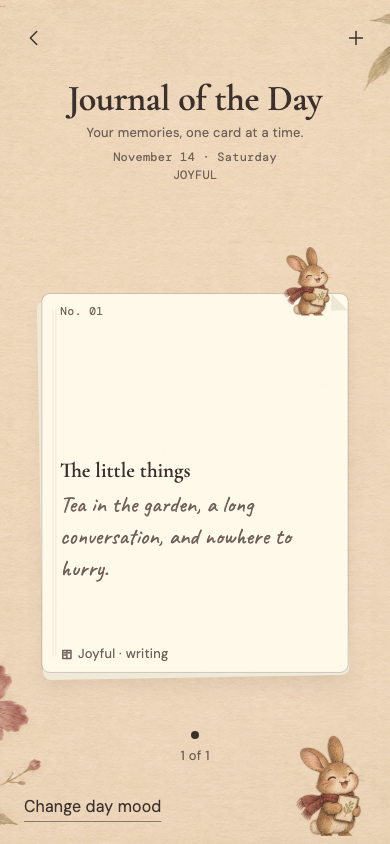 Journal of the Day
Your memories, one card at a time.
November 14 · Saturday
JOYFUL
No. 01
The little things
Tea in the garden, a long
conversation, and nowhere to
hurry.
Joyful · writing
1 of 1
Change day mood